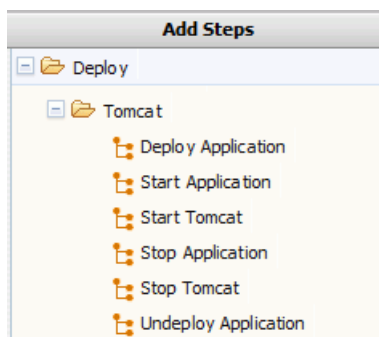 Add Steps
Deploy
Tomcat
Deploy Application
Start Application
Start Tomcat
Stop Application
Stop Tomcat
Undeploy Application